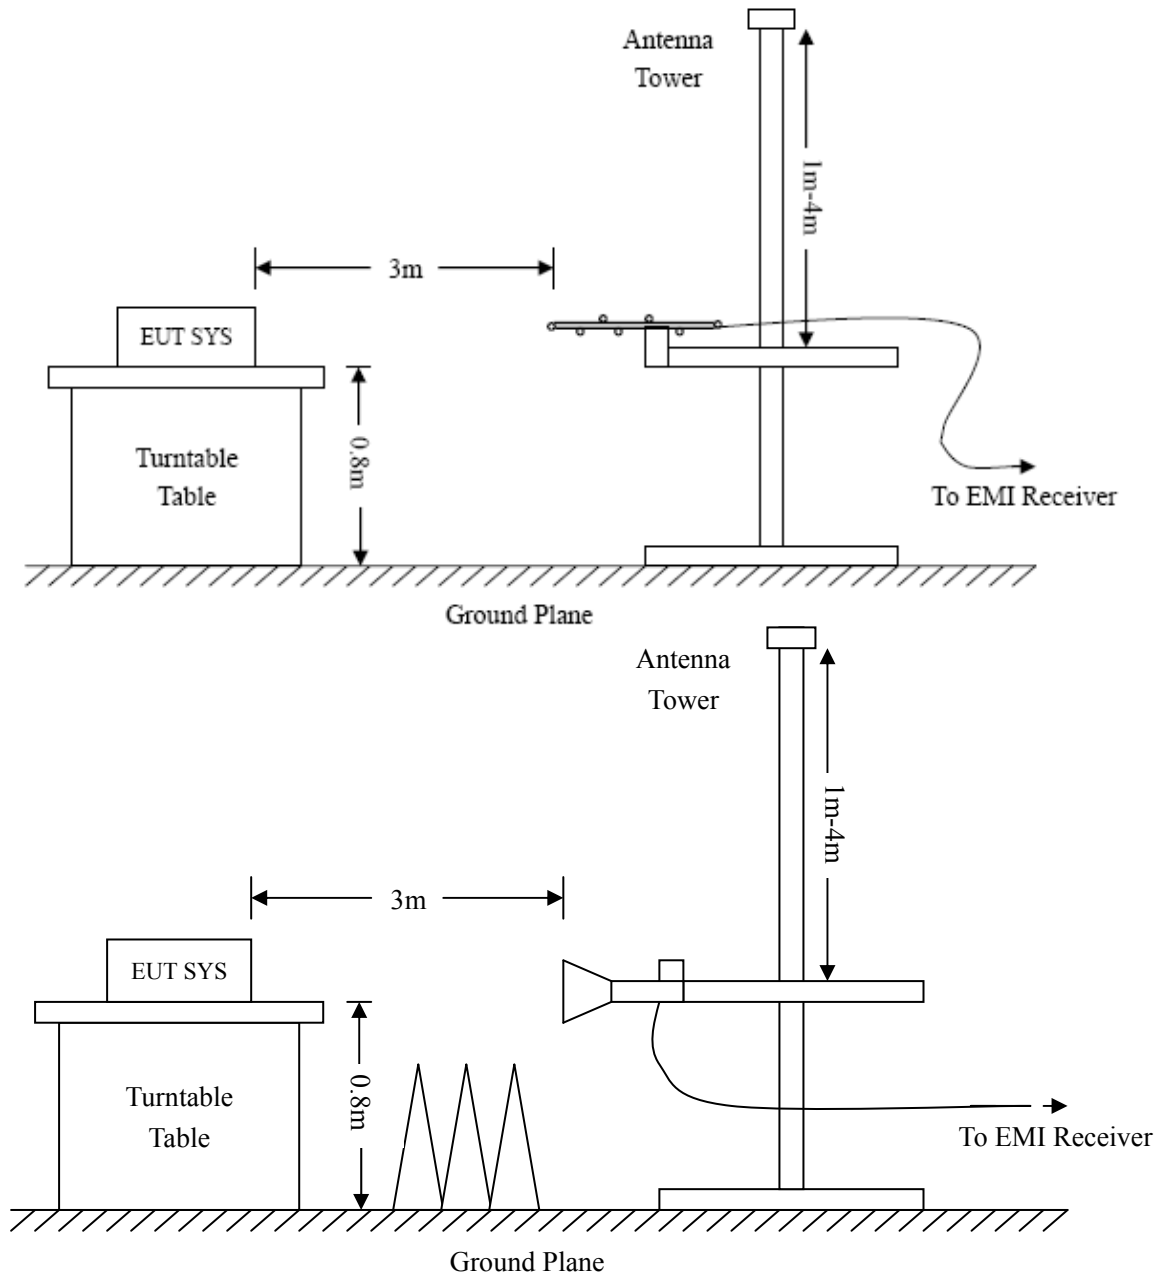 Antenna
Tower
1m-4m
3m
EUT SYS
Turntable
Table
0.8m
To EMI Receiver
Ground Plane
Antenna
Tower
1m-4m
3m
EUT SYS
Turntable
Table
0.8m
To EMI Receiver
Ground Plane